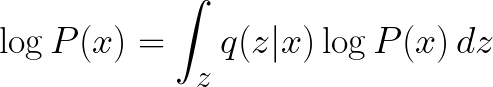 log P(x) = ∫_z q(z|x) log P(x) dz